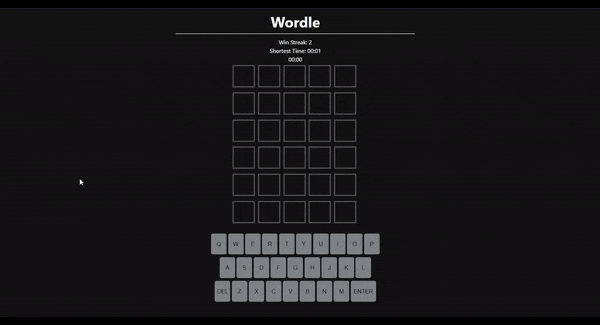 Wordle
Win Streak: 2
Shortest Time: 00:01
00:00
Q W E R T Y U I O P
A S D F G H J K L
DEL Z X C V B N M ENTER